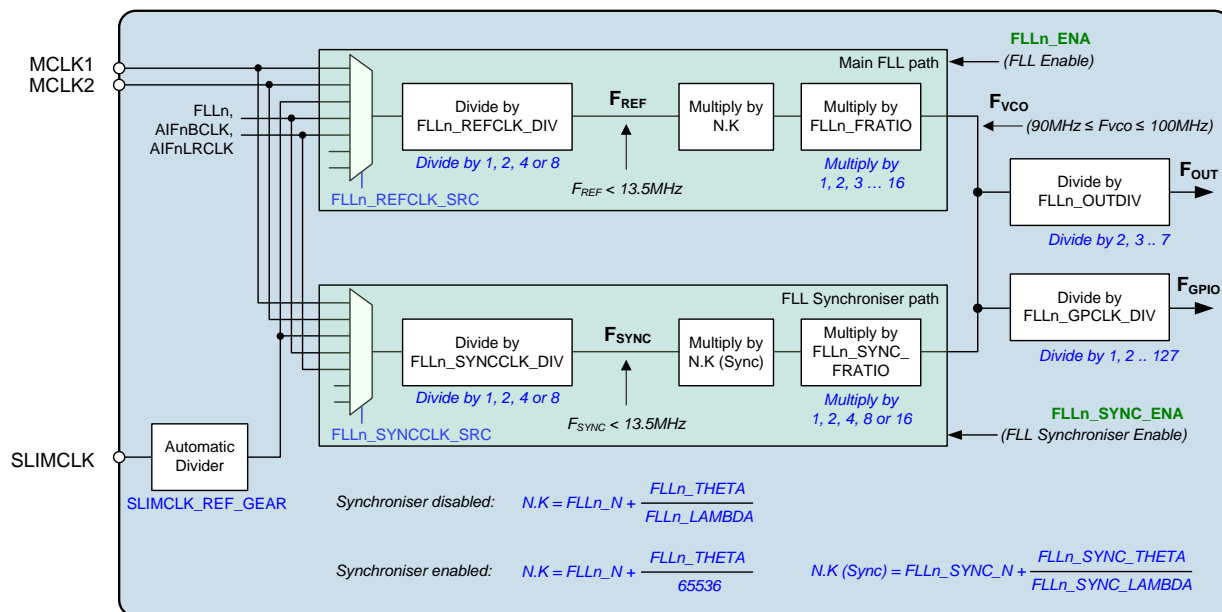 MCLK1
MCLK2
FLLn,
AIFnBCLK,
AIFnLRCLK
FLLn_REFCLK_SRC
Main FLL path
Divide by
FLLn_REFCLK_DIV
Divide by 1, 2, 4 or 8
FREF
FREF < 13.5MHz
Multiply by
N.K
Multiply by
FLLn_FRATIO
Multiply by
1, 2, 3 … 16
FLLn_ENA
(FLL Enable)
FVCO
(90MHz ≤ Fvco ≤ 100MHz)
Divide by
FLLn_OUTDIV
Divide by 2, 3 .. 7
FOUT
FLL Synchroniser path
Divide by
FLLn_SYNCCLK_DIV
Divide by 1, 2, 4 or 8
FLLn_SYNCCLK_SRC
FSYNC
FSYNC < 13.5MHz
Multiply by
N.K (Sync)
Multiply by
FLLn_SYNC_
FRATIO
Multiply by
1, 2, 4, 8 or 16
Divide by
FLLn_GPCLK_DIV
Divide by 1, 2 .. 127
FGPIO
FLLn_SYNC_ENA
(FLL Synchroniser Enable)
SLIMCLK
Automatic
Divider
SLIMCLK_REF_GEAR
Synchroniser disabled: N.K = FLLn_N + FLLn_THETA
FLLn_LAMBDA
Synchroniser enabled: N.K = FLLn_N + FLLn_THETA
65536
N.K (Sync) = FLLn_SYNC_N + FLLn_SYNC_THETA
FLLn_SYNC_LAMBDA